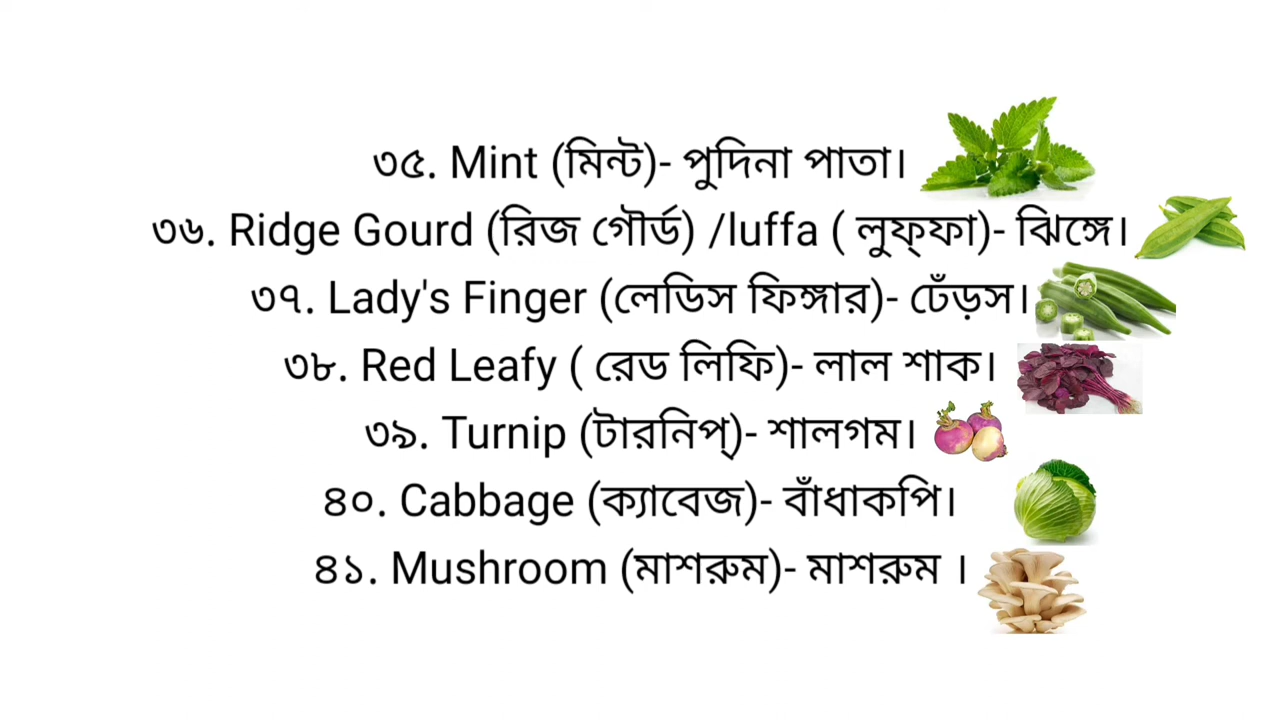 ৩৫. Mint (মিন্ট)- পুদিনা পাতা।
৩৬. Ridge Gourd (রিজ গৌর্ড) /luffa ( লুফ্ফা)- ঝিঙ্গে।
৩৭. Lady's Finger (লেডিস ফিঙ্গার)- ঢেঁড়স।
৩৮. Red Leafy ( রেড লিফি)- লাল শাক।
৩৯. Turnip (টারনিপ্)- শালগম।
৪০. Cabbage (ক্যাবেজ)- বাঁধাকপি।
৪১. Mushroom (মাশরুম)- মাশরুম ।